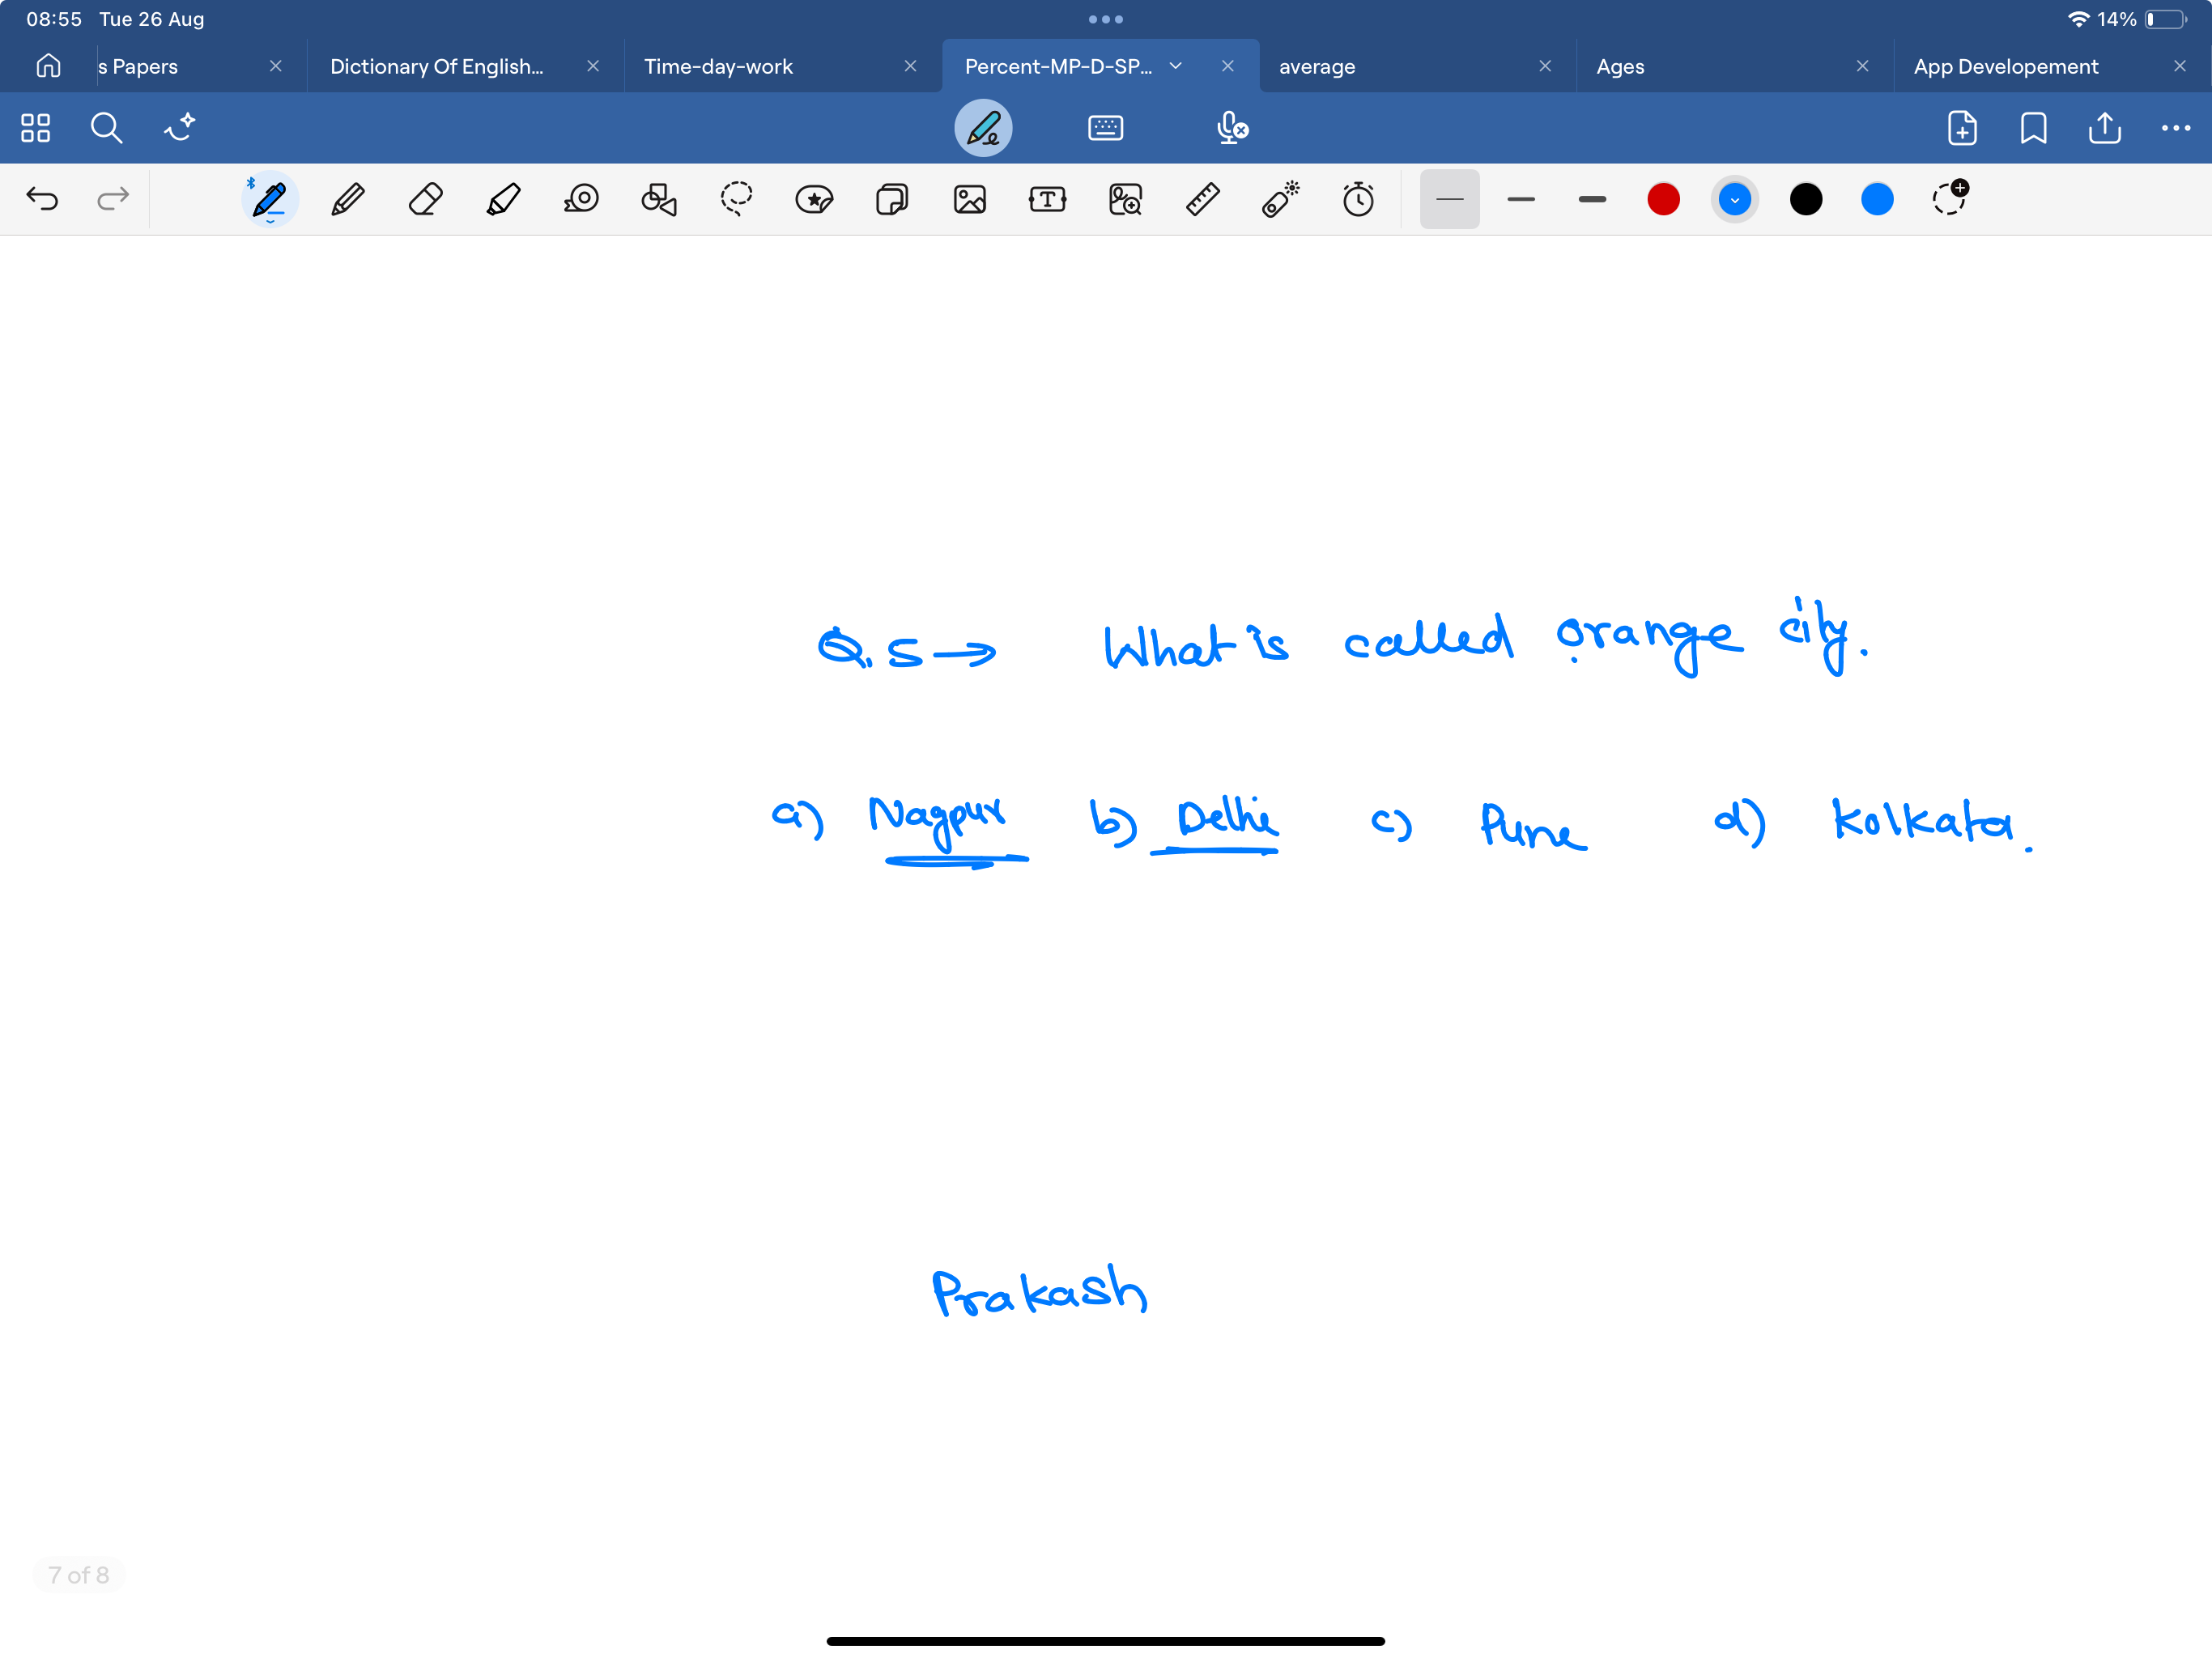 08:55 Tue 26 Aug 14%
s Papers Dictionary Of English... Time-day-work Percent-MP-D-SP... average Ages App Developement
Q.5→ What is called orange city.
a) Nagpur b) Delhi c) Pune d) Kolkata.
Prakash
7 of 8